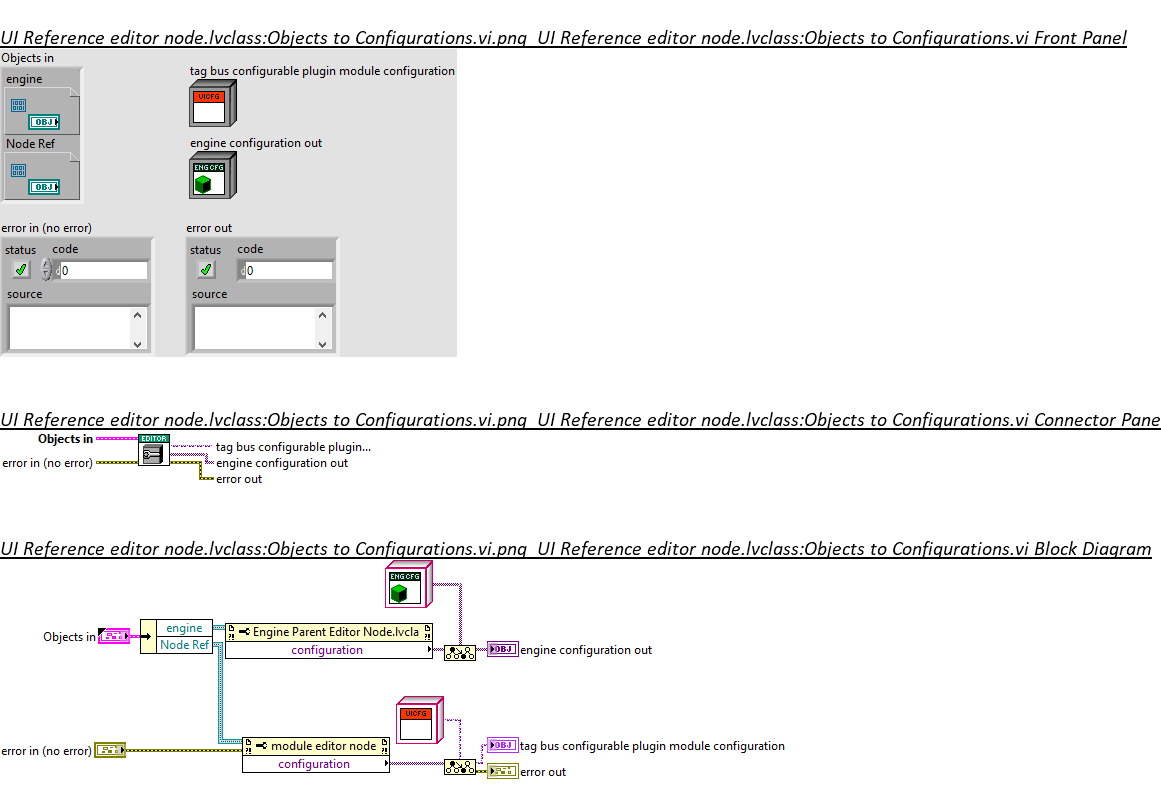 UI Reference editor node.lvclass:Objects to Configurations.vi.png UI Reference editor node.lvclass:Objects to Configurations.vi Front Panel
Objects in
engine
OBJ
Node Ref
OBJ
tag bus configurable plugin module configuration
UICFG
engine configuration out
ENG CFG
error in (no error)
status code
0
source
error out
status code
0
source
UI Reference editor node.lvclass:Objects to Configurations.vi.png UI Reference editor node.lvclass:Objects to Configurations.vi Connector Pane
Objects in
error in (no error)
EDITOR
tag bus configurable plugin...
engine configuration out
error out
UI Reference editor node.lvclass:Objects to Configurations.vi.png UI Reference editor node.lvclass:Objects to Configurations.vi Block Diagram
ENG CFG
Objects in
engine
Node Ref
Engine Parent Editor Node.lvcla
configuration
OBJ
engine configuration out
UICFG
error in (no error)
module editor node
configuration
OBJ
tag bus configurable plugin module configuration
error out